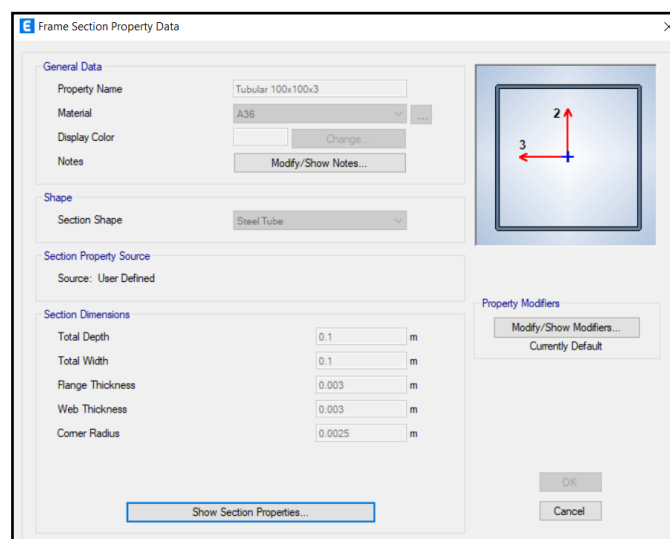 E Frame Section Property Data
General Data
Property Name Tubular 100x100x3
Material A36 ...
Display Color Change...
Notes Modify/Show Notes...
Shape
Section Shape Steel Tube
Section Property Source
Source: User Defined
Section Dimensions
Total Depth 0.1 m
Total Width 0.1 m
Flange Thickness 0.003 m
Web Thickness 0.003 m
Corner Radius 0.0025 m
Show Section Properties...
2
3
Property Modifiers
Modify/Show Modifiers...
Currently Default
OK
Cancel